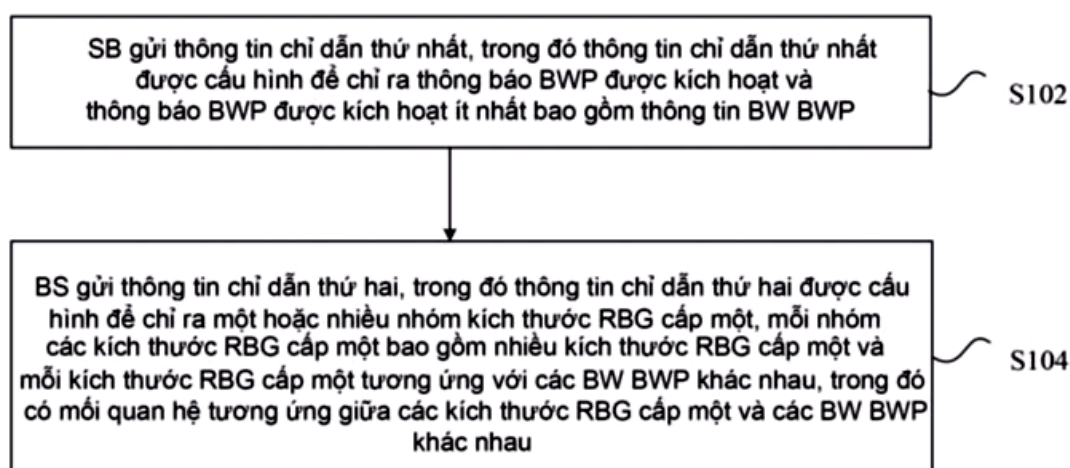 SB gửi thông tin chỉ dẫn thứ nhất, trong đó thông tin chỉ dẫn thứ nhất
được cấu hình để chỉ ra thông báo BWP được kích hoạt và
thông báo BWP được kích hoạt ít nhất bao gồm thông tin BW BWP
S102
BS gửi thông tin chỉ dẫn thứ hai, trong đó thông tin chỉ dẫn thứ hai được cấu
hình để chỉ ra một hoặc nhiều nhóm kích thước RBG cấp một, mỗi nhóm
các kích thước RBG cấp một bao gồm nhiều kích thước RBG cấp một và
mỗi kích thước RBG cấp một tương ứng với các BW BWP khác nhau, trong đó
có mối quan hệ tương ứng giữa các kích thước RBG cấp một và các BW BWP
khác nhau
S104